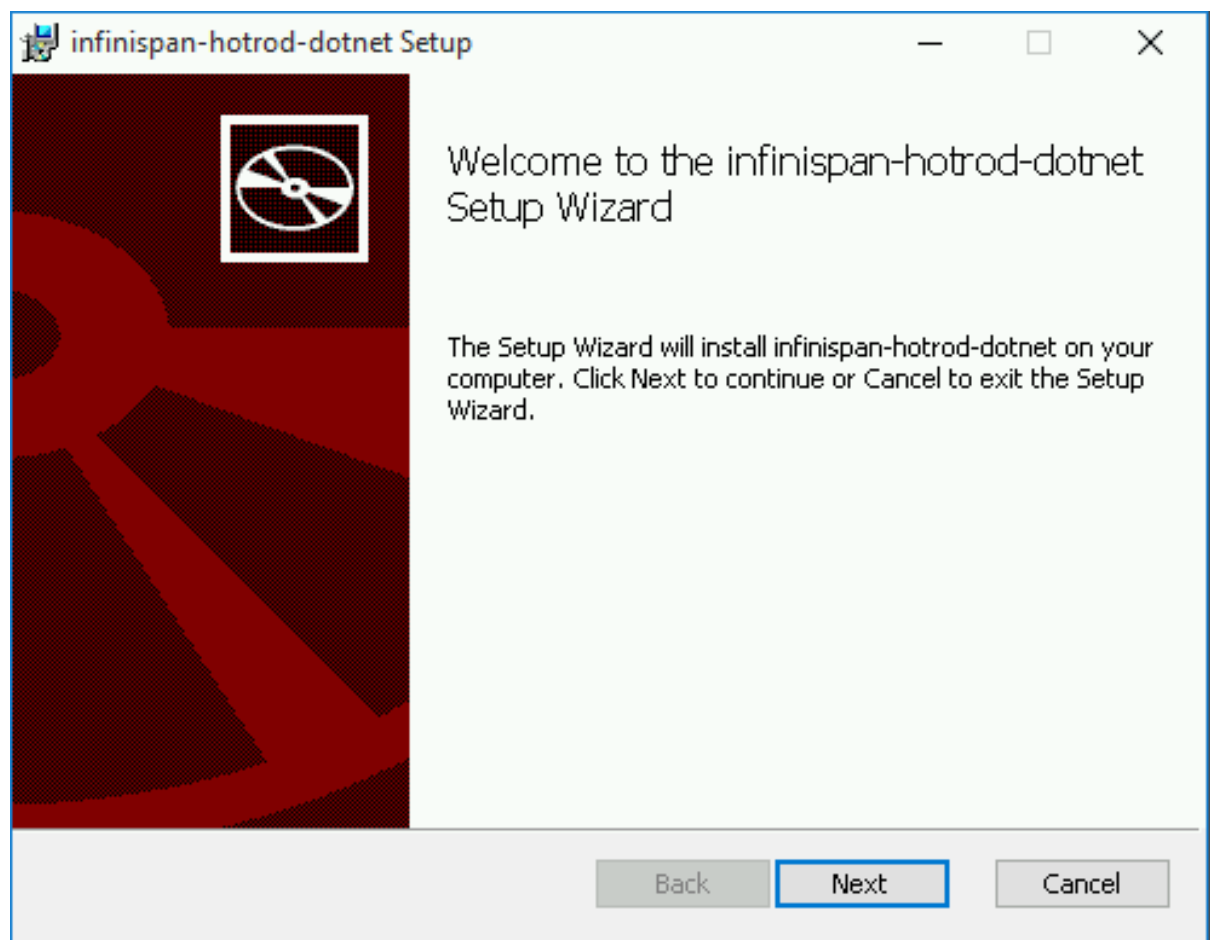 infinispan-hotrod-dotnet Setup
Welcome to the infinispan-hotrod-dotnet
Setup Wizard
The Setup Wizard will install infinispan-hotrod-dotnet on your
computer. Click Next to continue or Cancel to exit the Setup
Wizard.
Back
Next
Cancel